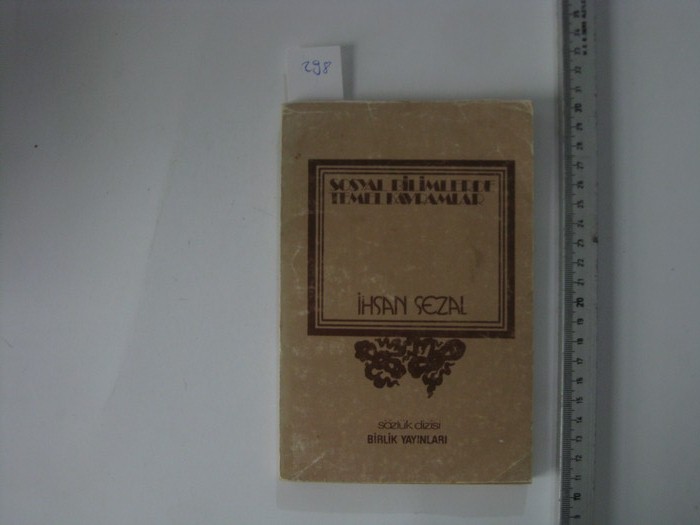 298
SOSYAL BİLİMLERDE
TEMEL KAVRAMLAR
İHSAN SEZAL
sözlük dizisi
BİRLİK YAYINLARI